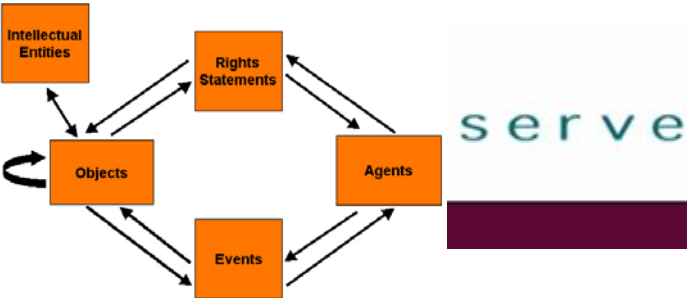 Intellectual
Entities
Rights
Statements
Objects
Agents
Events
serve